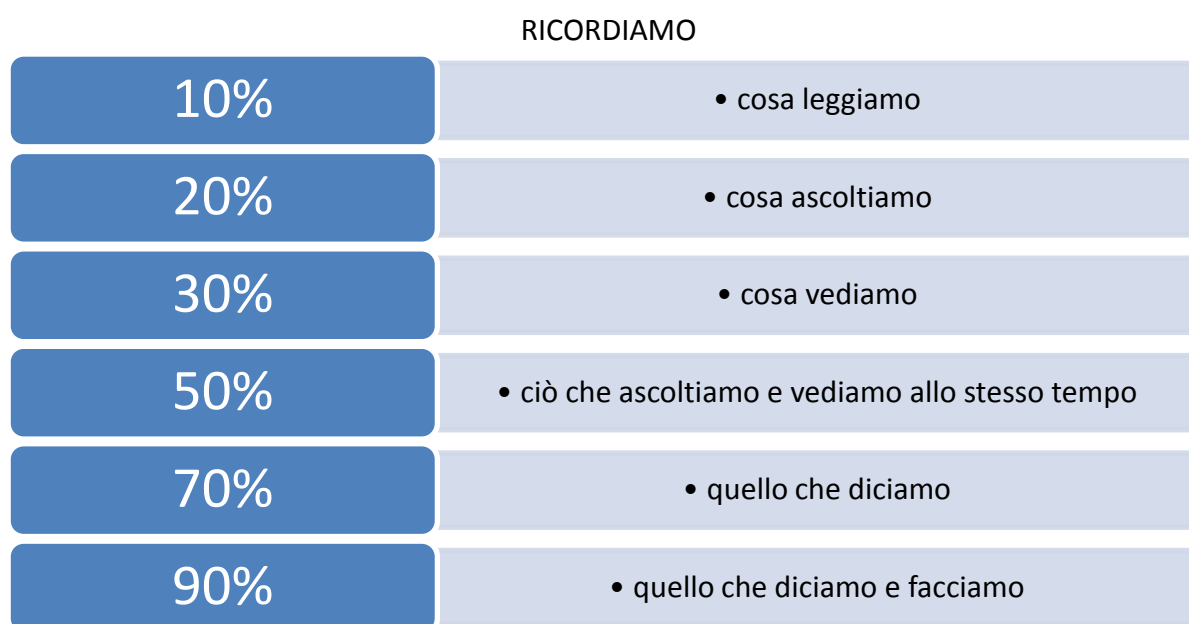 RICORDIAMO
10%
• cosa leggiamo
20%
• cosa ascoltiamo
30%
• cosa vediamo
50%
• ciò che ascoltiamo e vediamo allo stesso tempo
70%
• quello che diciamo
90%
• quello che diciamo e facciamo